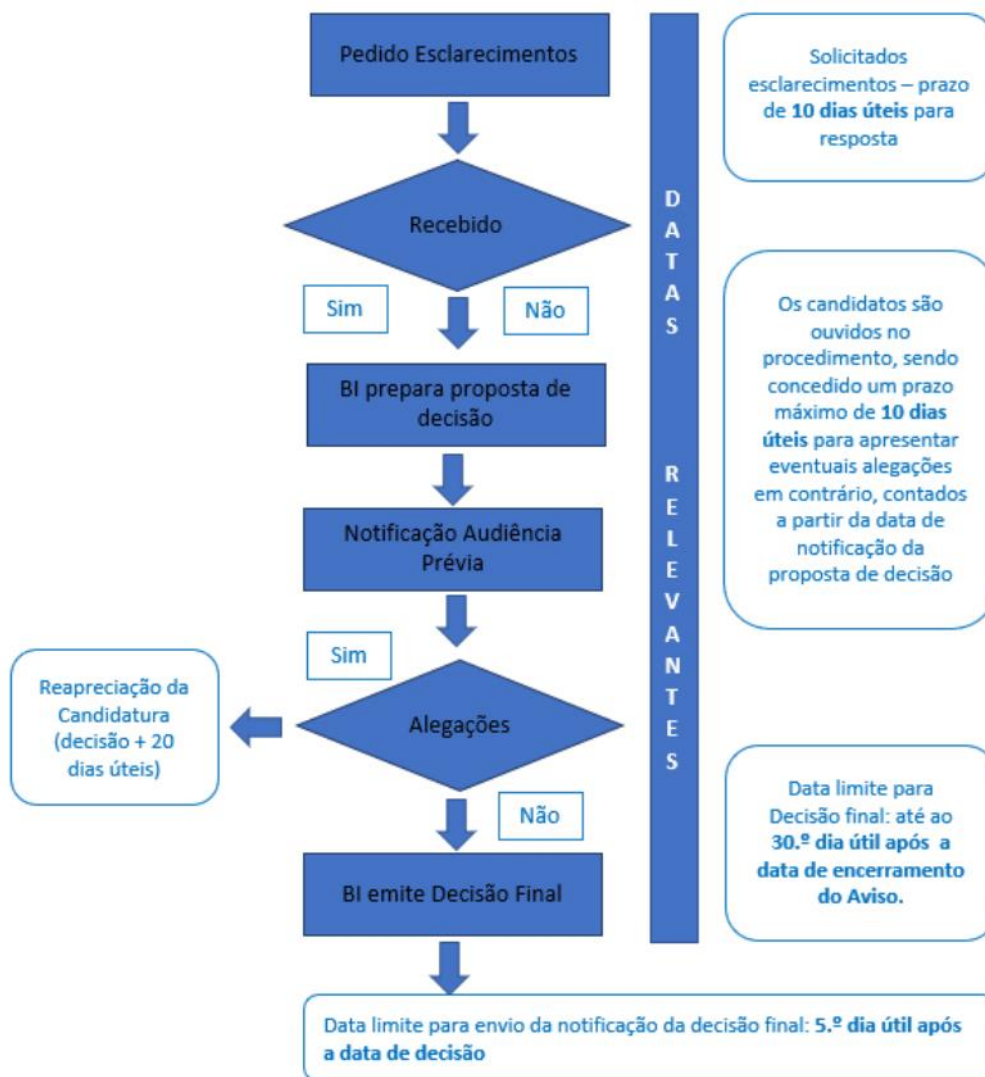 Pedido Esclarecimentos
Solicitados
esclarecimentos – prazo
de 10 dias úteis para
resposta
Recebido
Sim
Não
DATAS RELEVANTES
Os candidatos são
ouvidos no
procedimento, sendo
concedido um prazo
máximo de 10 dias
úteis para apresentar
eventuais alegações
em contrário, contados
a partir da data de
notificação da
proposta de decisão
BI prepara proposta de
decisão
Notificação Audiência
Prévia
Sim
Reapreciação da
Candidatura
(decisão + 20
dias úteis)
Alegações
Não
Data limite para
Decisão final: até ao
30.º dia útil após a
data de encerramento
do Aviso.
BI emite Decisão Final
Data limite para envio da notificação da decisão final: 5.º dia útil após
a data de decisão